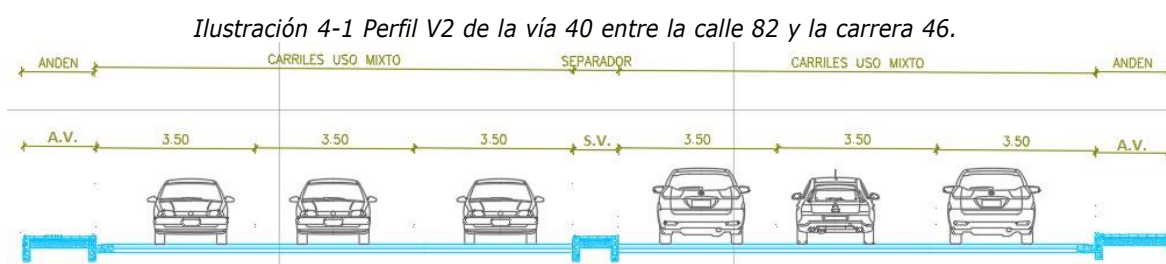 Ilustración 4-1 Perfil V2 de la vía 40 entre la calle 82 y la carrera 46.
ANDEN CARRILES USO MIXTO SEPARADOR CARRILES USO MIXTO ANDEN
A.V. 3.50 3.50 3.50 S.V. 3.50 3.50 3.50 A.V.